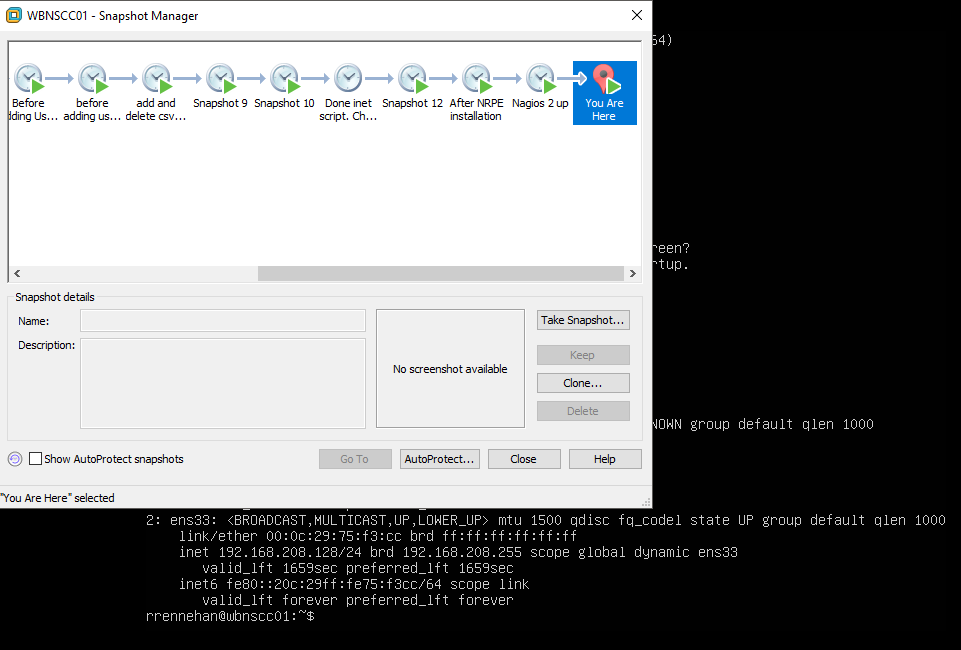 WBNSCC01 - Snapshot Manager
64)
Before
dding Us...
before
adding us...
add and
delete csv...
Snapshot 9
Snapshot 10
Done inet
script. Ch...
Snapshot 12
After NRPE
installation
Nagios 2 up
You Are
Here
reen?
rtup.
Snapshot details
Name:
Description:
No screenshot available
Take Snapshot...
Keep
Clone...
Delete
NOWN group default qlen 1000
Show AutoProtect snapshots
Go To
AutoProtect...
Close
Help
"You Are Here" selected
2: ens33: <BROADCAST,MULTICAST,UP,LOWER_UP> mtu 1500 qdisc fq_codel state UP group default qlen 1000
link/ether 00:0c:29:75:f3:cc brd ff:ff:ff:ff:ff:ff
inet 192.168.208.128/24 brd 192.168.208.255 scope global dynamic ens33
valid_lft 1659sec preferred_lft 1659sec
inet6 fe80::20c:29ff:fe75:f3cc/64 scope link
valid_lft forever preferred_lft forever
rrennehan@wbnscc01:~$